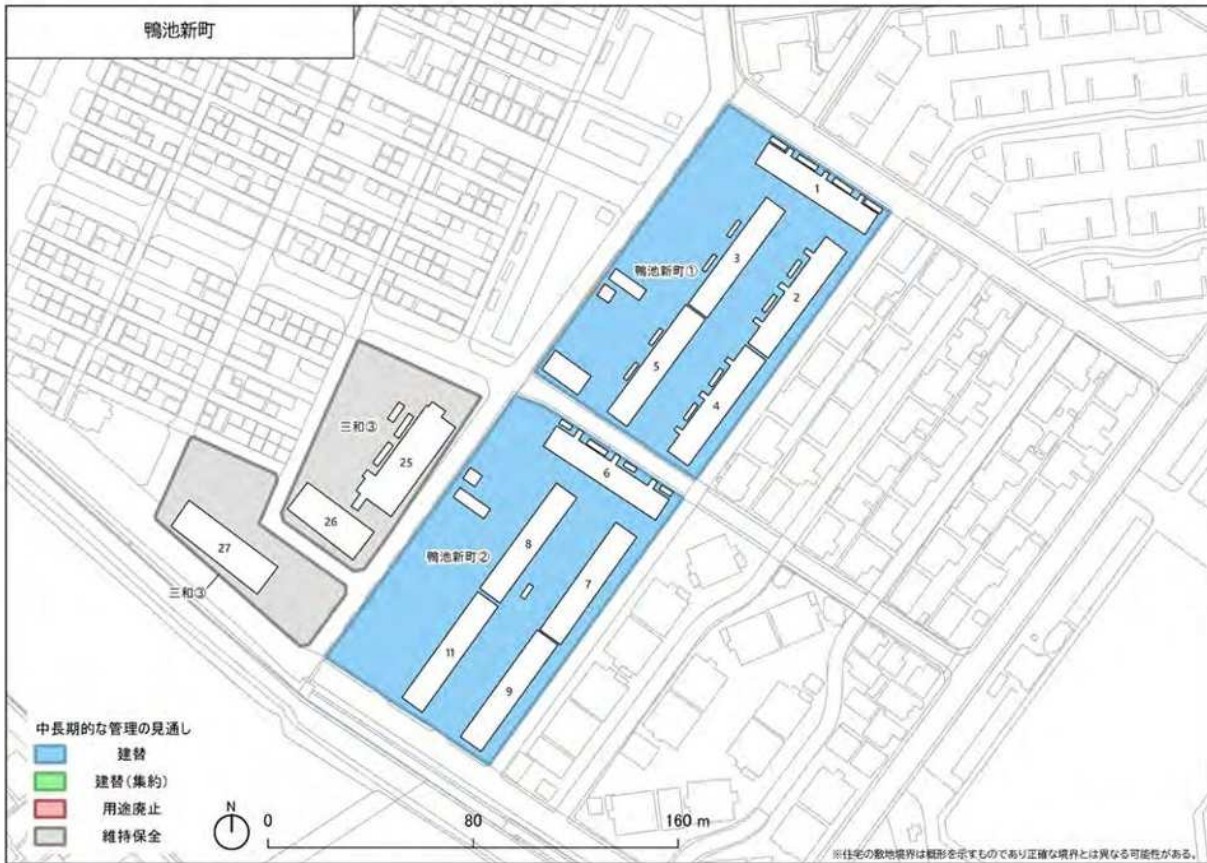 鴨池新町
1
3
鴨池新町①
2
5
4
三和③
25
6
26
8
鴨池新町②
27
7
三和③
11
9
中長期的な管理の見通し
建替
建替(集約)
用途廃止
維持保全
N
0
80
160 m
※住宅の敷地境界は概形を示すものであり正確な境界とは異なる可能性がある。